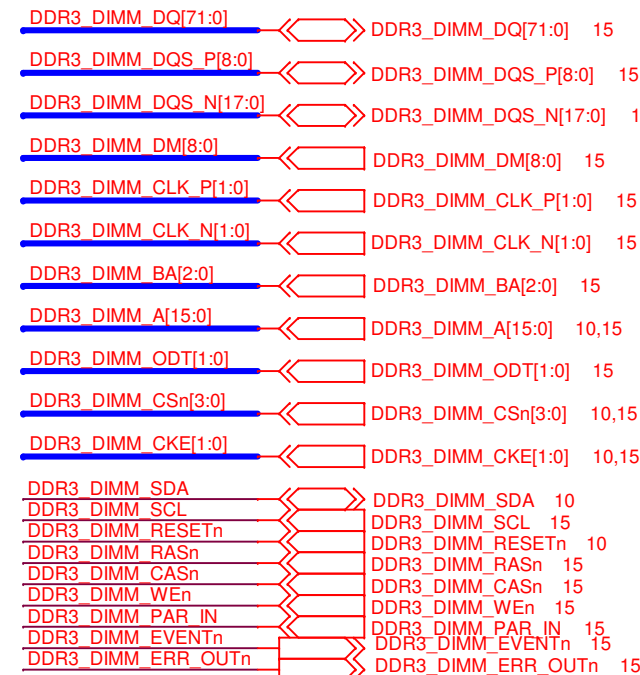 DDR3_DIMM_DQ[71:0] DDR3_DIMM_DQ[71:0] 15
DDR3_DIMM_DQS_P[8:0] DDR3_DIMM_DQS_P[8:0] 15
DDR3_DIMM_DQS_N[17:0] DDR3_DIMM_DQS_N[17:0] 1
DDR3_DIMM_DM[8:0] DDR3_DIMM_DM[8:0] 15
DDR3_DIMM_CLK_P[1:0] DDR3_DIMM_CLK_P[1:0] 15
DDR3_DIMM_CLK_N[1:0] DDR3_DIMM_CLK_N[1:0] 15
DDR3_DIMM_BA[2:0] DDR3_DIMM_BA[2:0] 15
DDR3_DIMM_A[15:0] DDR3_DIMM_A[15:0] 10,15
DDR3_DIMM_ODT[1:0] DDR3_DIMM_ODT[1:0] 15
DDR3_DIMM_CSn[3:0] DDR3_DIMM_CSn[3:0] 10,15
DDR3_DIMM_CKE[1:0] DDR3_DIMM_CKE[1:0] 10,15
DDR3_DIMM_SDA DDR3_DIMM_SDA 10
DDR3_DIMM_SCL DDR3_DIMM_SCL 15
DDR3_DIMM_RESETn DDR3_DIMM_RESETn 10
DDR3_DIMM_RASn DDR3_DIMM_RASn 15
DDR3_DIMM_CASn DDR3_DIMM_CASn 15
DDR3_DIMM_WEn DDR3_DIMM_WEn 15
DDR3_DIMM_PAR_IN DDR3_DIMM_PAR_IN 15
DDR3_DIMM_EVENTn DDR3_DIMM_EVENTn 15
DDR3_DIMM_ERR_OUTn DDR3_DIMM_ERR_OUTn 15